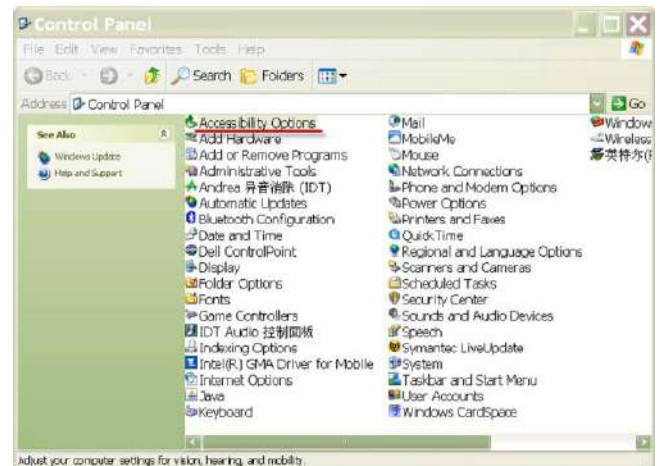 Control Panel
File Edit View Favorites Tools Help
Back Search Folders
Address Control Panel Go
See Also
Windows Update
Help and Support
Accessibility Options
Add Hardware
Add or Remove Programs
Administrative Tools
Andrea 异音消除 (IDT)
Automatic Updates
Bluetooth Configuration
Date and Time
Dell ControlPoint
Display
Folder Options
Fonts
Game Controllers
IDT Audio 控制面板
Indexing Options
Intel(R) GMA Driver for Mobile
Internet Options
Java
Keyboard
Mail
MobileMe
Mouse
Network Connections
Phone and Modem Options
Power Options
Printers and Faxes
QuickTime
Regional and Language Options
Scanners and Cameras
Scheduled Tasks
Security Center
Sounds and Audio Devices
Speech
Symantec LiveUpdate
System
Taskbar and Start Menu
User Accounts
Windows CardSpace
Window
Wireless
英特尔(
Adjust your computer settings for vision, hearing, and mobility.